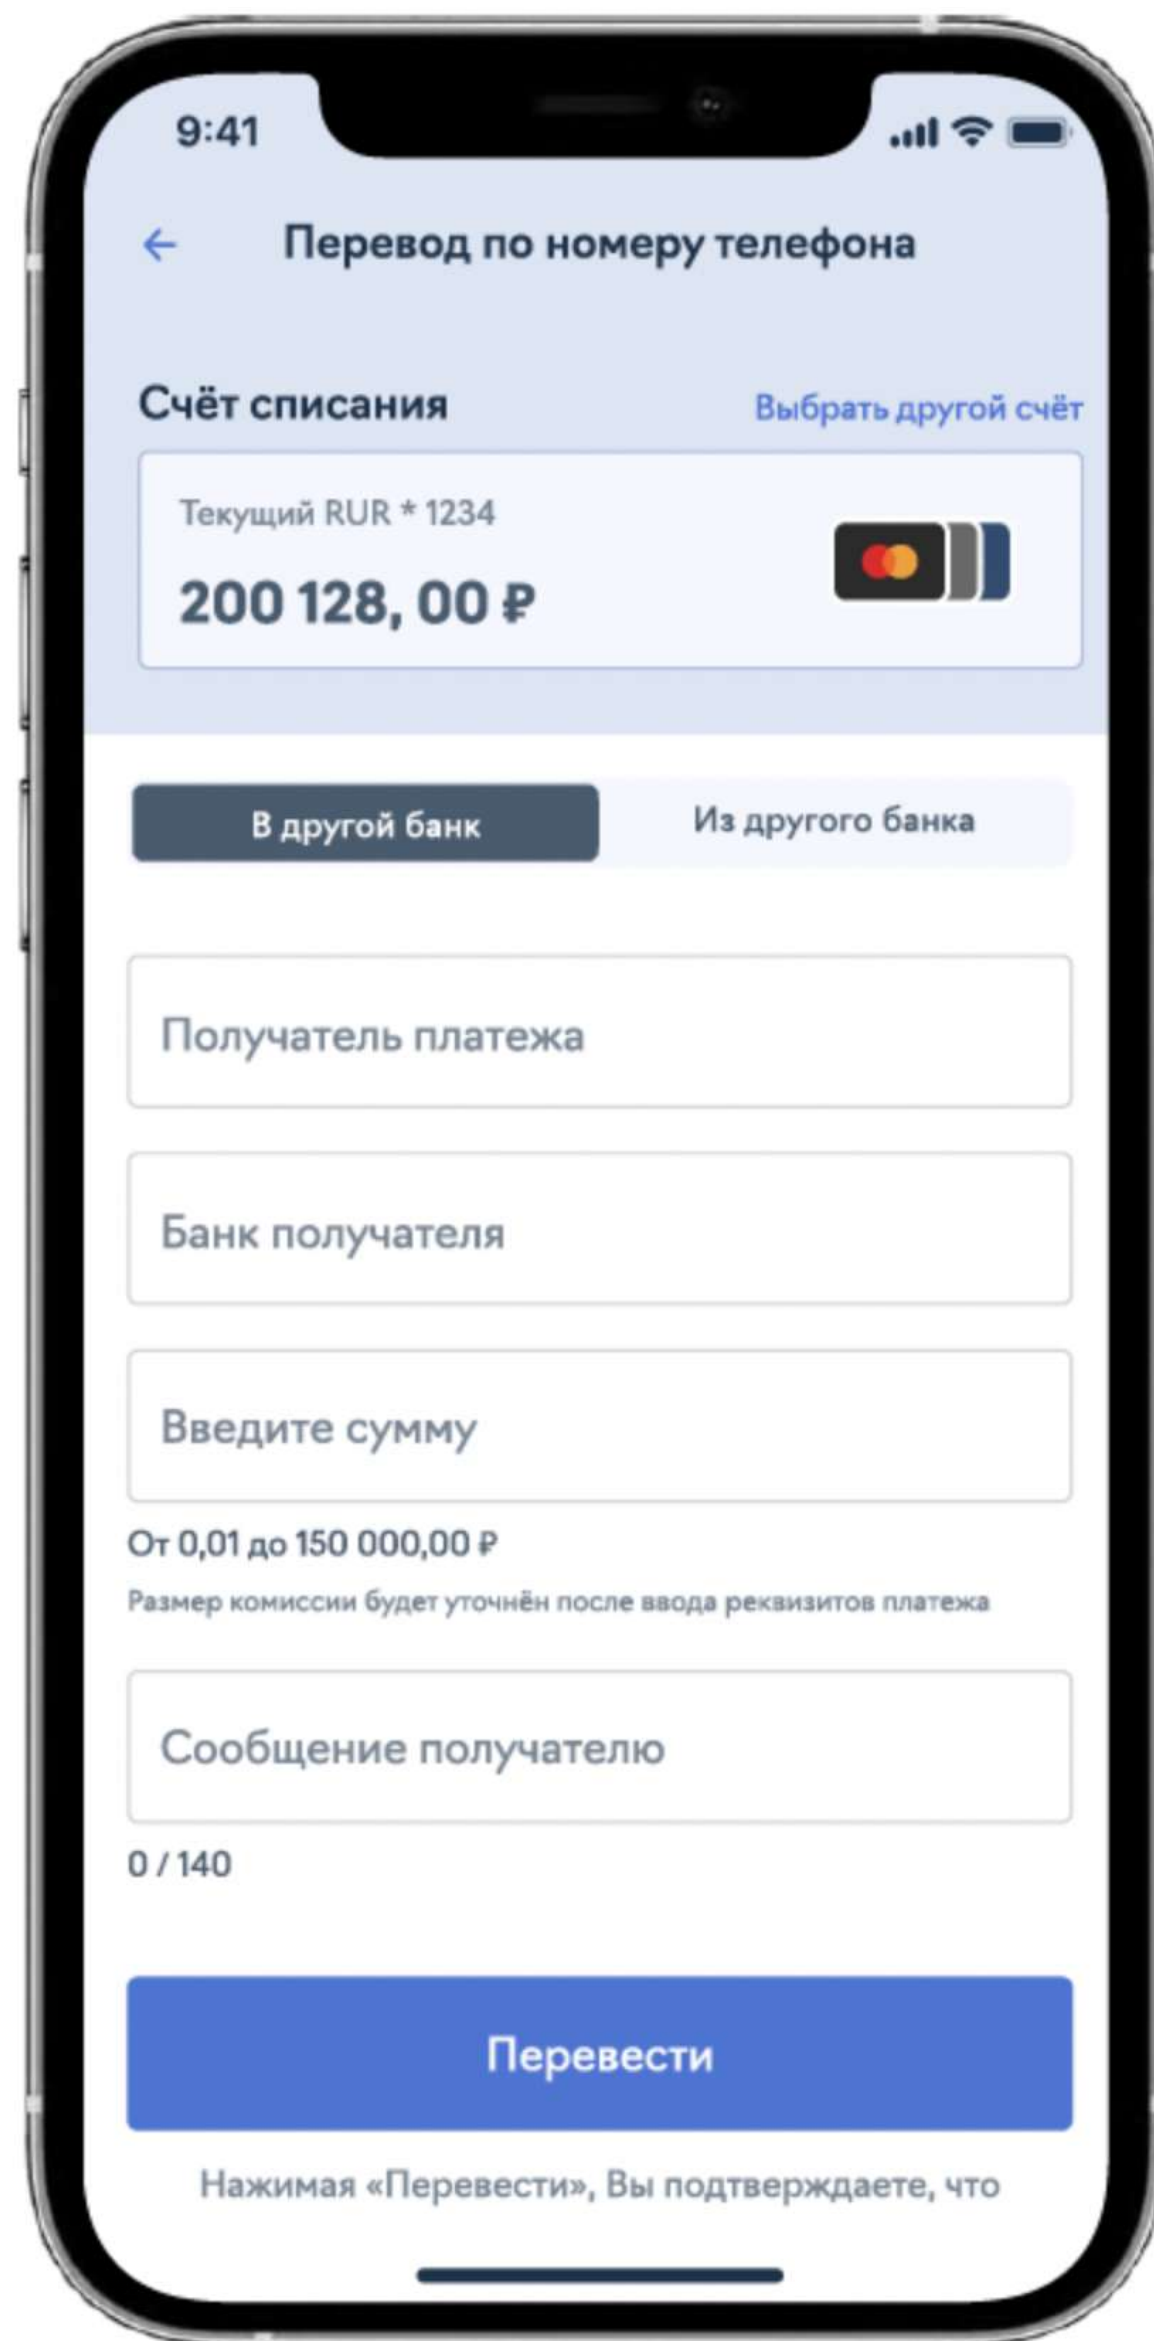 9:41
Перевод по номеру телефона
Счёт списания
Выбрать другой счёт
Текущий RUR * 1234
200 128, 00 ₽
В другой банк
Из другого банка
Получатель платежа
Банк получателя
Введите сумму
От 0,01 до 150 000,00 ₽
Размер комиссии будет уточнён после ввода реквизитов платежа
Сообщение получателю
0 / 140
Перевести
Нажимая «Перевести», Вы подтверждаете, что